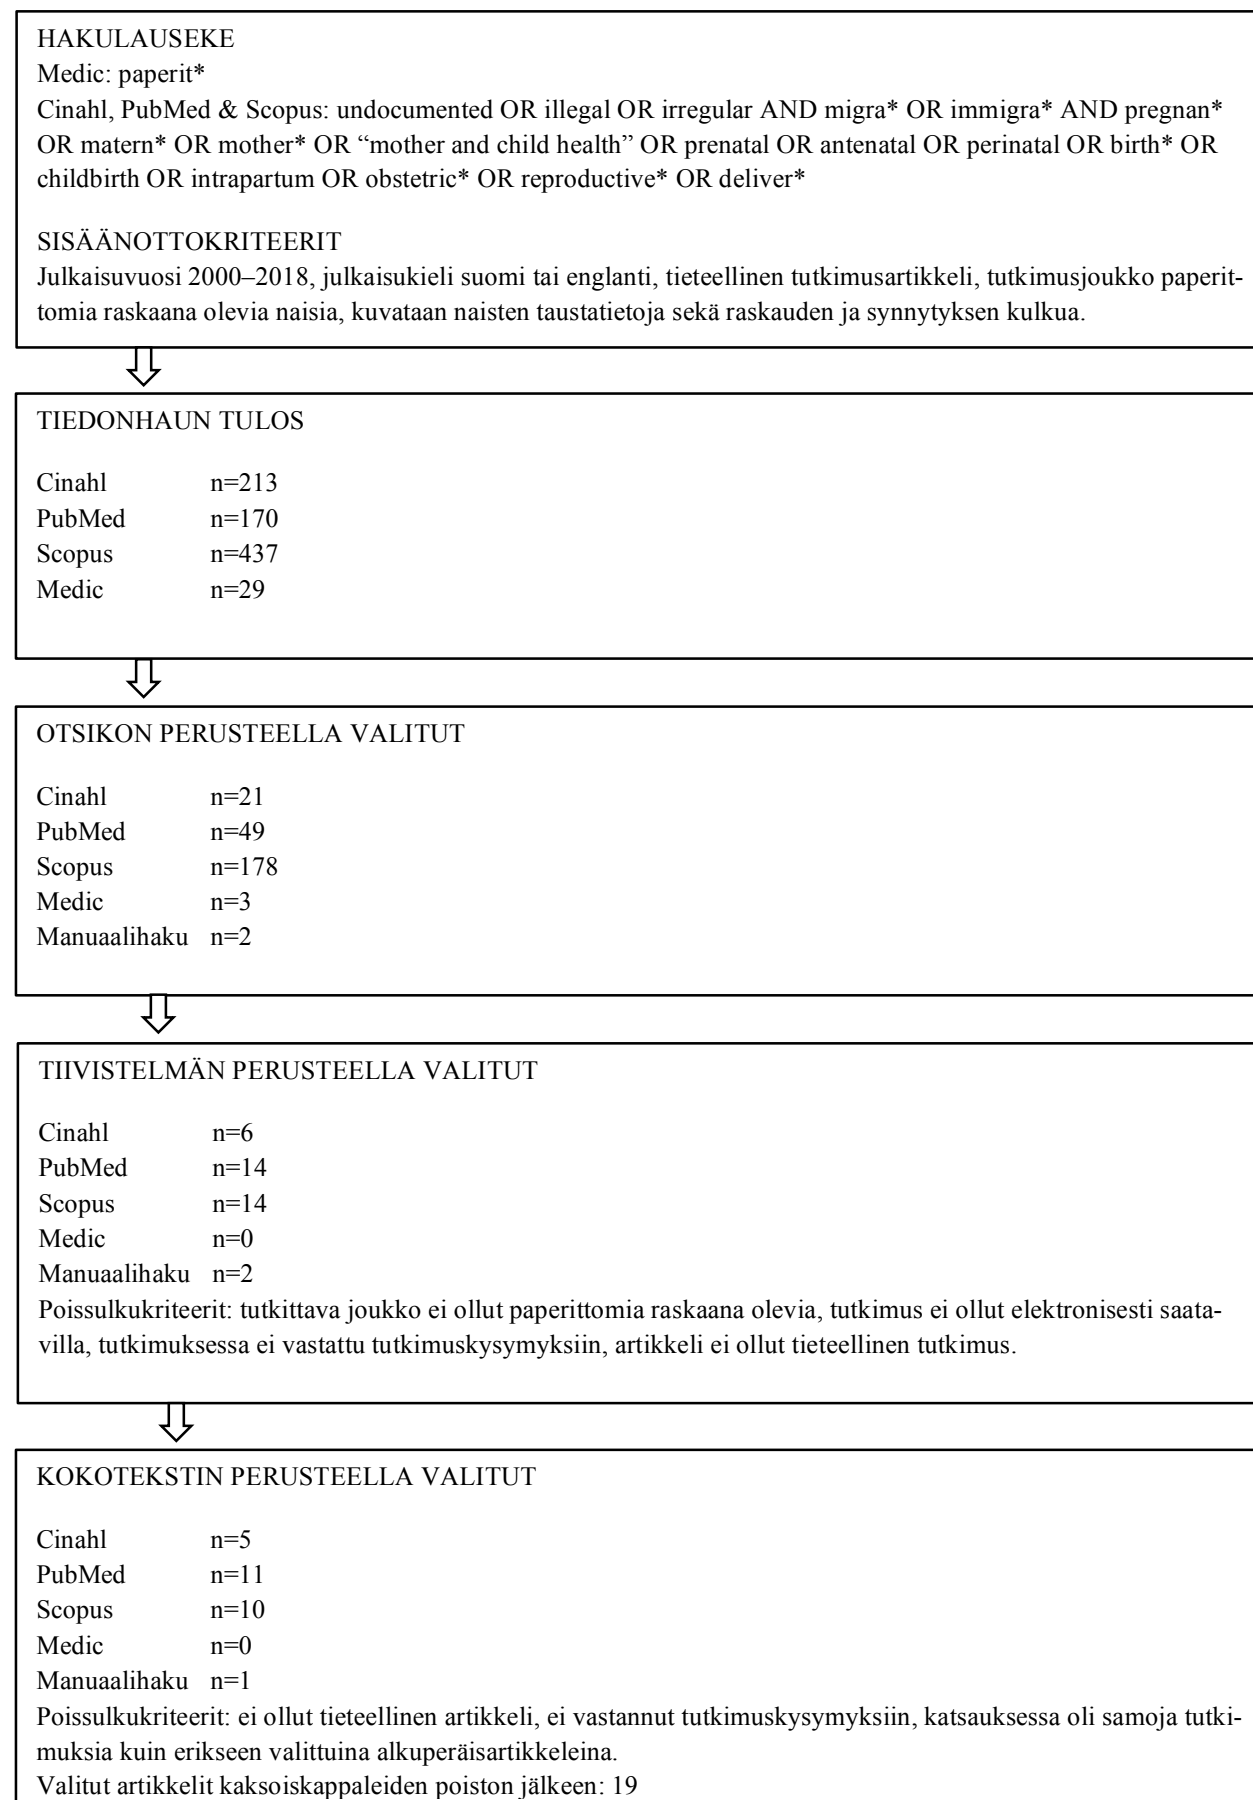 HAKULAUSEKE
Medic: paperit*
Cinahl, PubMed & Scopus: undocumented OR illegal OR irregular AND migra* OR immigra* AND pregnan*
OR matern* OR mother* OR “mother and child health” OR prenatal OR antenatal OR perinatal OR birth* OR
childbirth OR intrapartum OR obstetric* OR reproductive* OR deliver*
SISÄÄNOTTOKRITEERIT
Julkaisuvuosi 2000–2018, julkaisukieli suomi tai englanti, tieteellinen tutkimusartikkeli, tutkimusjoukko paperit-
tomia raskaana olevia naisia, kuvataan naisten taustatietoja sekä raskauden ja synnytyksen kulkua.
TIEDONHAUN TULOS
Cinahl n=213
PubMed n=170
Scopus n=437
Medic n=29
OTSIKON PERUSTEELLA VALITUT
Cinahl n=21
PubMed n=49
Scopus n=178
Medic n=3
Manuaalihaku n=2
TIIVISTELMÄN PERUSTEELLA VALITUT
Cinahl n=6
PubMed n=14
Scopus n=14
Medic n=0
Manuaalihaku n=2
Poissulkukriteerit: tutkittava joukko ei ollut paperittomia raskaana olevia, tutkimus ei ollut elektronisesti saata-
villa, tutkimuksessa ei vastattu tutkimuskysymyksiin, artikkeli ei ollut tieteellinen tutkimus.
KOKOTEKSTIN PERUSTEELLA VALITUT
Cinahl n=5
PubMed n=11
Scopus n=10
Medic n=0
Manuaalihaku n=1
Poissulkukriteerit: ei ollut tieteellinen artikkeli, ei vastannut tutkimuskysymyksiin, katsauksessa oli samoja tutki-
muksia kuin erikseen valittuina alkuperäisartikkeleina.
Valitut artikkelit kaksoiskappaleiden poiston jälkeen: 19